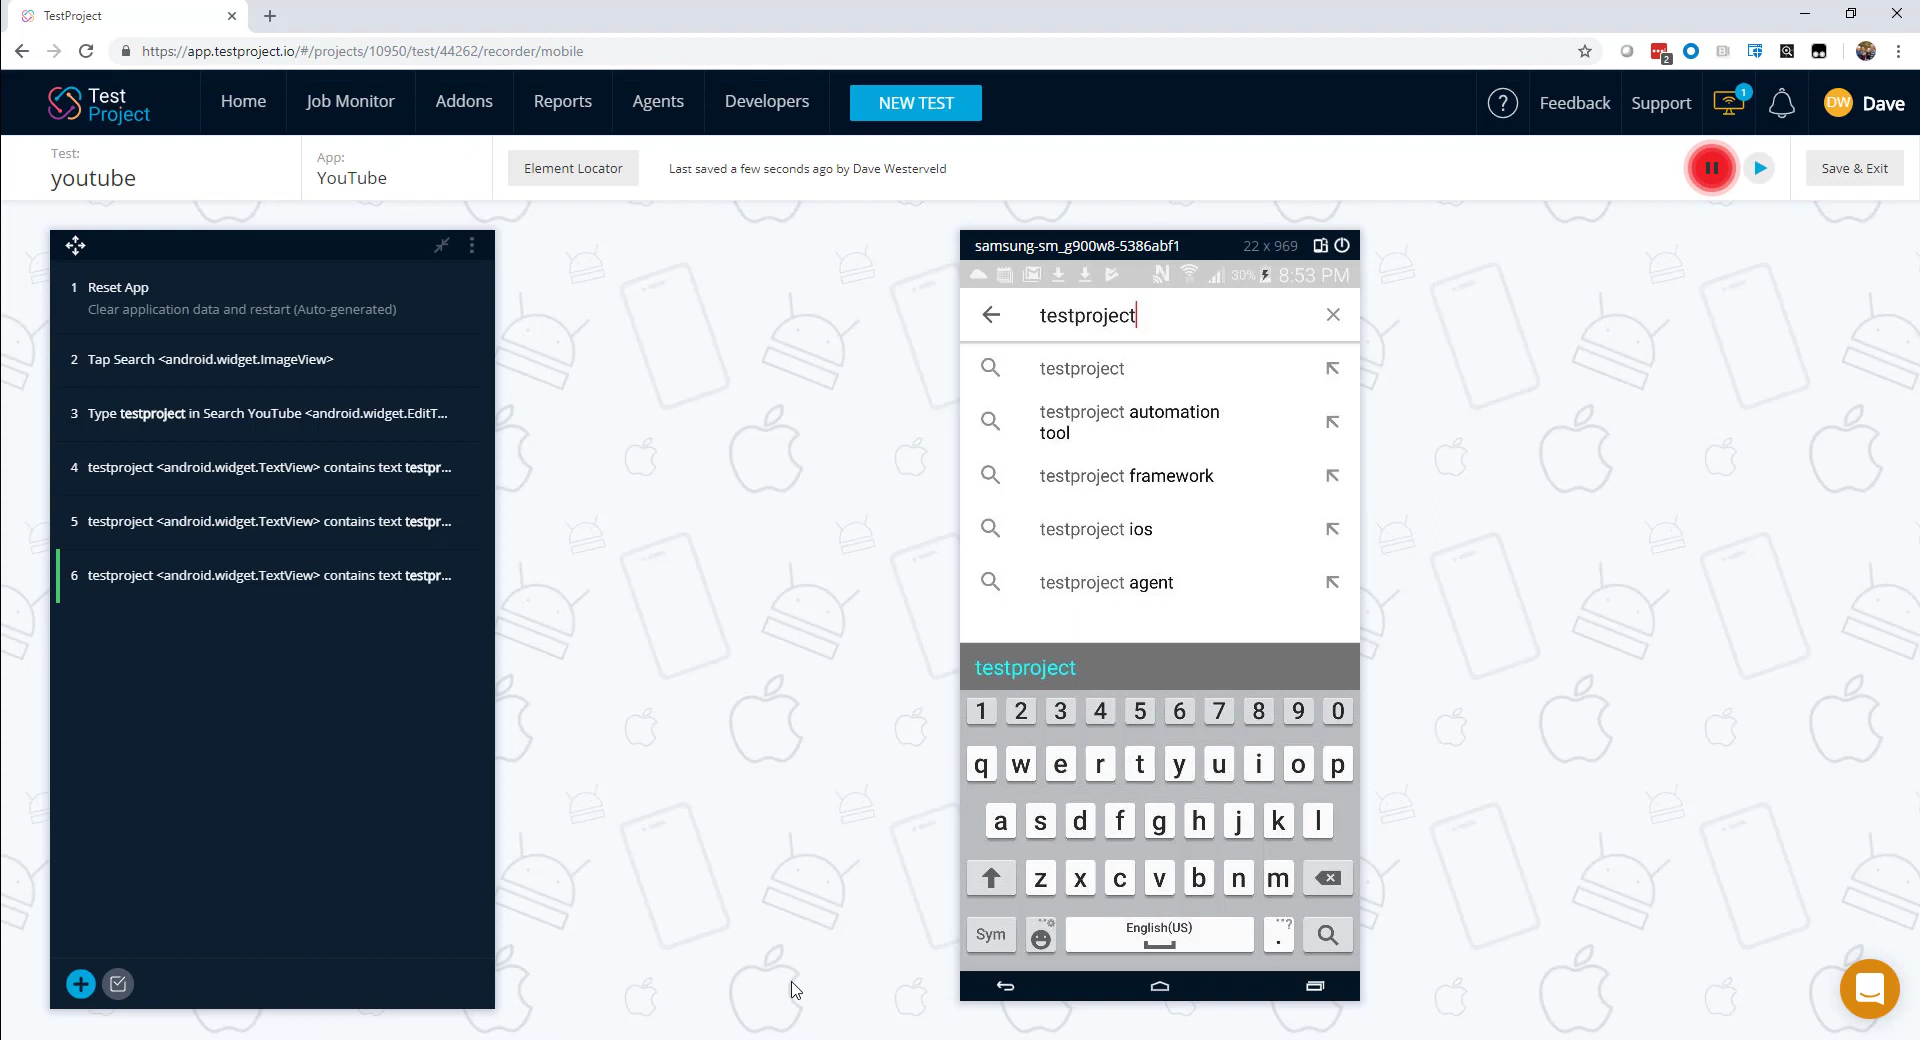 TestProject
https://app.testproject.io/#/projects/10950/test/44262/recorder/mobile
2
Test
Project
Home
Job Monitor
Addons
Reports
Agents
Developers
NEW TEST
?
Feedback
Support
1
DW
Dave
Test:
youtube
App:
YouTube
Element Locator
Last saved a few seconds ago by Dave Westerveld
Save & Exit
1 Reset App
Clear application data and restart (Auto-generated)
2 Tap Search <android.widget.ImageView>
3 Type testproject in Search YouTube <android.widget.EditT...
4 testproject <android.widget.TextView> contains text testpr...
5 testproject <android.widget.TextView> contains text testpr...
6 testproject <android.widget.TextView> contains text testpr...
samsung-sm_g900w8-5386abf1
22 x 969
30% 8:53 PM
testproject
testproject
testproject automation
tool
testproject framework
testproject ios
testproject agent
testproject
1 2 3 4 5 6 7 8 9 0
q w e r t y u i o p
a s d f g h j k l
z x c v b n m
Sym
English(US)
. ...?